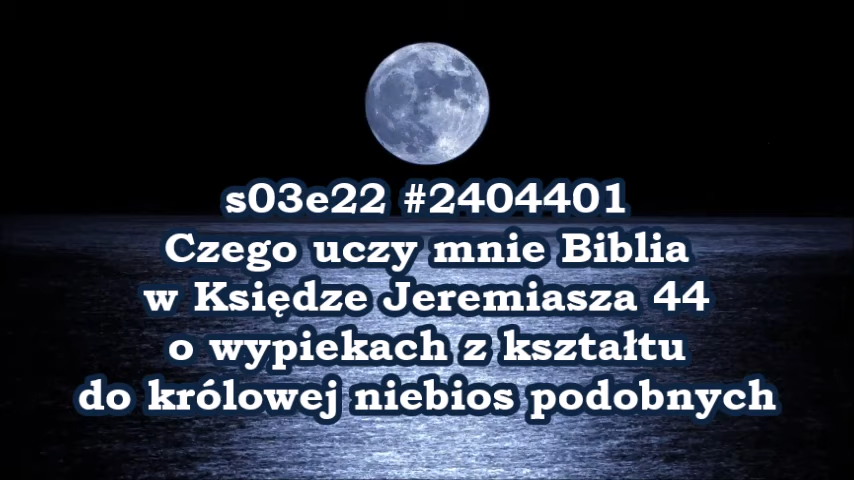 s03e22 #2404401
Czego uczy mnie Biblia
w Księdze Jeremiasza 44
o wypiekach z kształtu
do królowej niebios podobnych